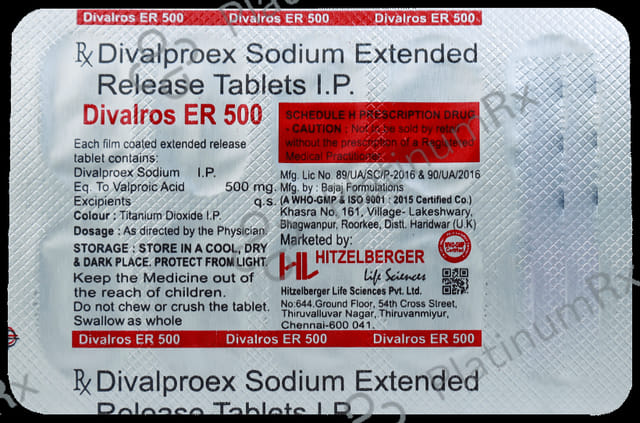 Divalros ER 500 Divalros ER 500 Divalros ER 500
Rx Divalproex Sodium Extended
Release Tablets I.P.
Divalros ER 500
Each film coated extended release
tablet contains:
Divalproex Sodium I.P.
Eq. To Valproic Acid 500 mg.
Excipients q.s.
Colour : Titanium Dioxide I.P.
Dosage : As directed by the Physician
STORAGE : STORE IN A COOL, DRY
& DARK PLACE. PROTECT FROM LIGHT.
Keep the Medicine out of
the reach of children.
Do not chew or crush the tablet.
Swallow as whole
SCHEDULE H PRESCRIPTION DRUG
- CAUTION : Not to be sold by retail
without the prescription of a Registered
Medical Practitioner
Mfg. Lic No. 89/UA/SC/P-2016 & 90/UA/2016
Mfg. by : Bajaj Formulations
(A WHO-GMP & ISO 9001 : 2015 Certified Co.)
Khasra No. 161, Village- Lakeshwary,
Bhagwanpur, Roorkee, Distt. Haridwar (U.K)
Marketed by:
WHO-GMP
Certified
HL HITZELBERGER
Life Sciences
Hitzelberger Life Sciences Pvt. Ltd.
No:644,Ground Floor, 54th Cross Street,
Thiruvalluvar Nagar, Thiruvanmiyur,
Chennai-600 041.
Divalros ER 500 Divalros ER 500 Divalros ER 500
Rx Divalproex Sodium Extended
Release Tablets I.P.
PlatinumRx
PlatinumRx
Rx